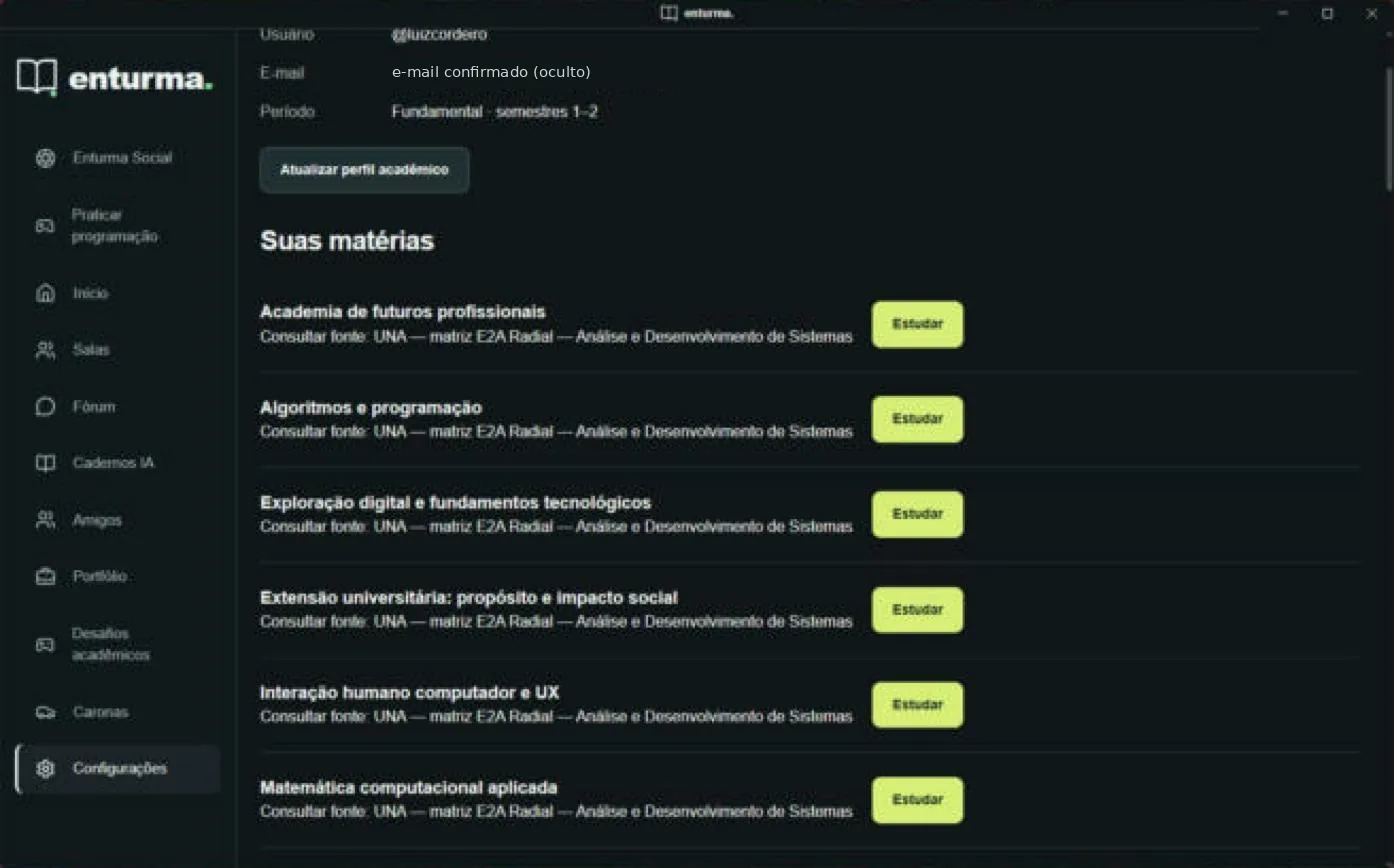 enturma.
enturma.
Enturma Social
Praticar
programação
Início
Salas
Fórum
Cadernos IA
Amigos
Portfólio
Desafios
acadêmicos
Caronas
Configurações
Usuário @luizcordeiro
E-mail e-mail confirmado (oculto)
Período Fundamental · semestres 1–2
Atualizar perfil acadêmico
Suas matérias
Academia de futuros profissionais
Consultar fonte: UNA — matriz E2A Radial — Análise e Desenvolvimento de Sistemas
Estudar
Algoritmos e programação
Consultar fonte: UNA — matriz E2A Radial — Análise e Desenvolvimento de Sistemas
Estudar
Exploração digital e fundamentos tecnológicos
Consultar fonte: UNA — matriz E2A Radial — Análise e Desenvolvimento de Sistemas
Estudar
Extensão universitária: propósito e impacto social
Consultar fonte: UNA — matriz E2A Radial — Análise e Desenvolvimento de Sistemas
Estudar
Interação humano computador e UX
Consultar fonte: UNA — matriz E2A Radial — Análise e Desenvolvimento de Sistemas
Estudar
Matemática computacional aplicada
Consultar fonte: UNA — matriz E2A Radial — Análise e Desenvolvimento de Sistemas
Estudar